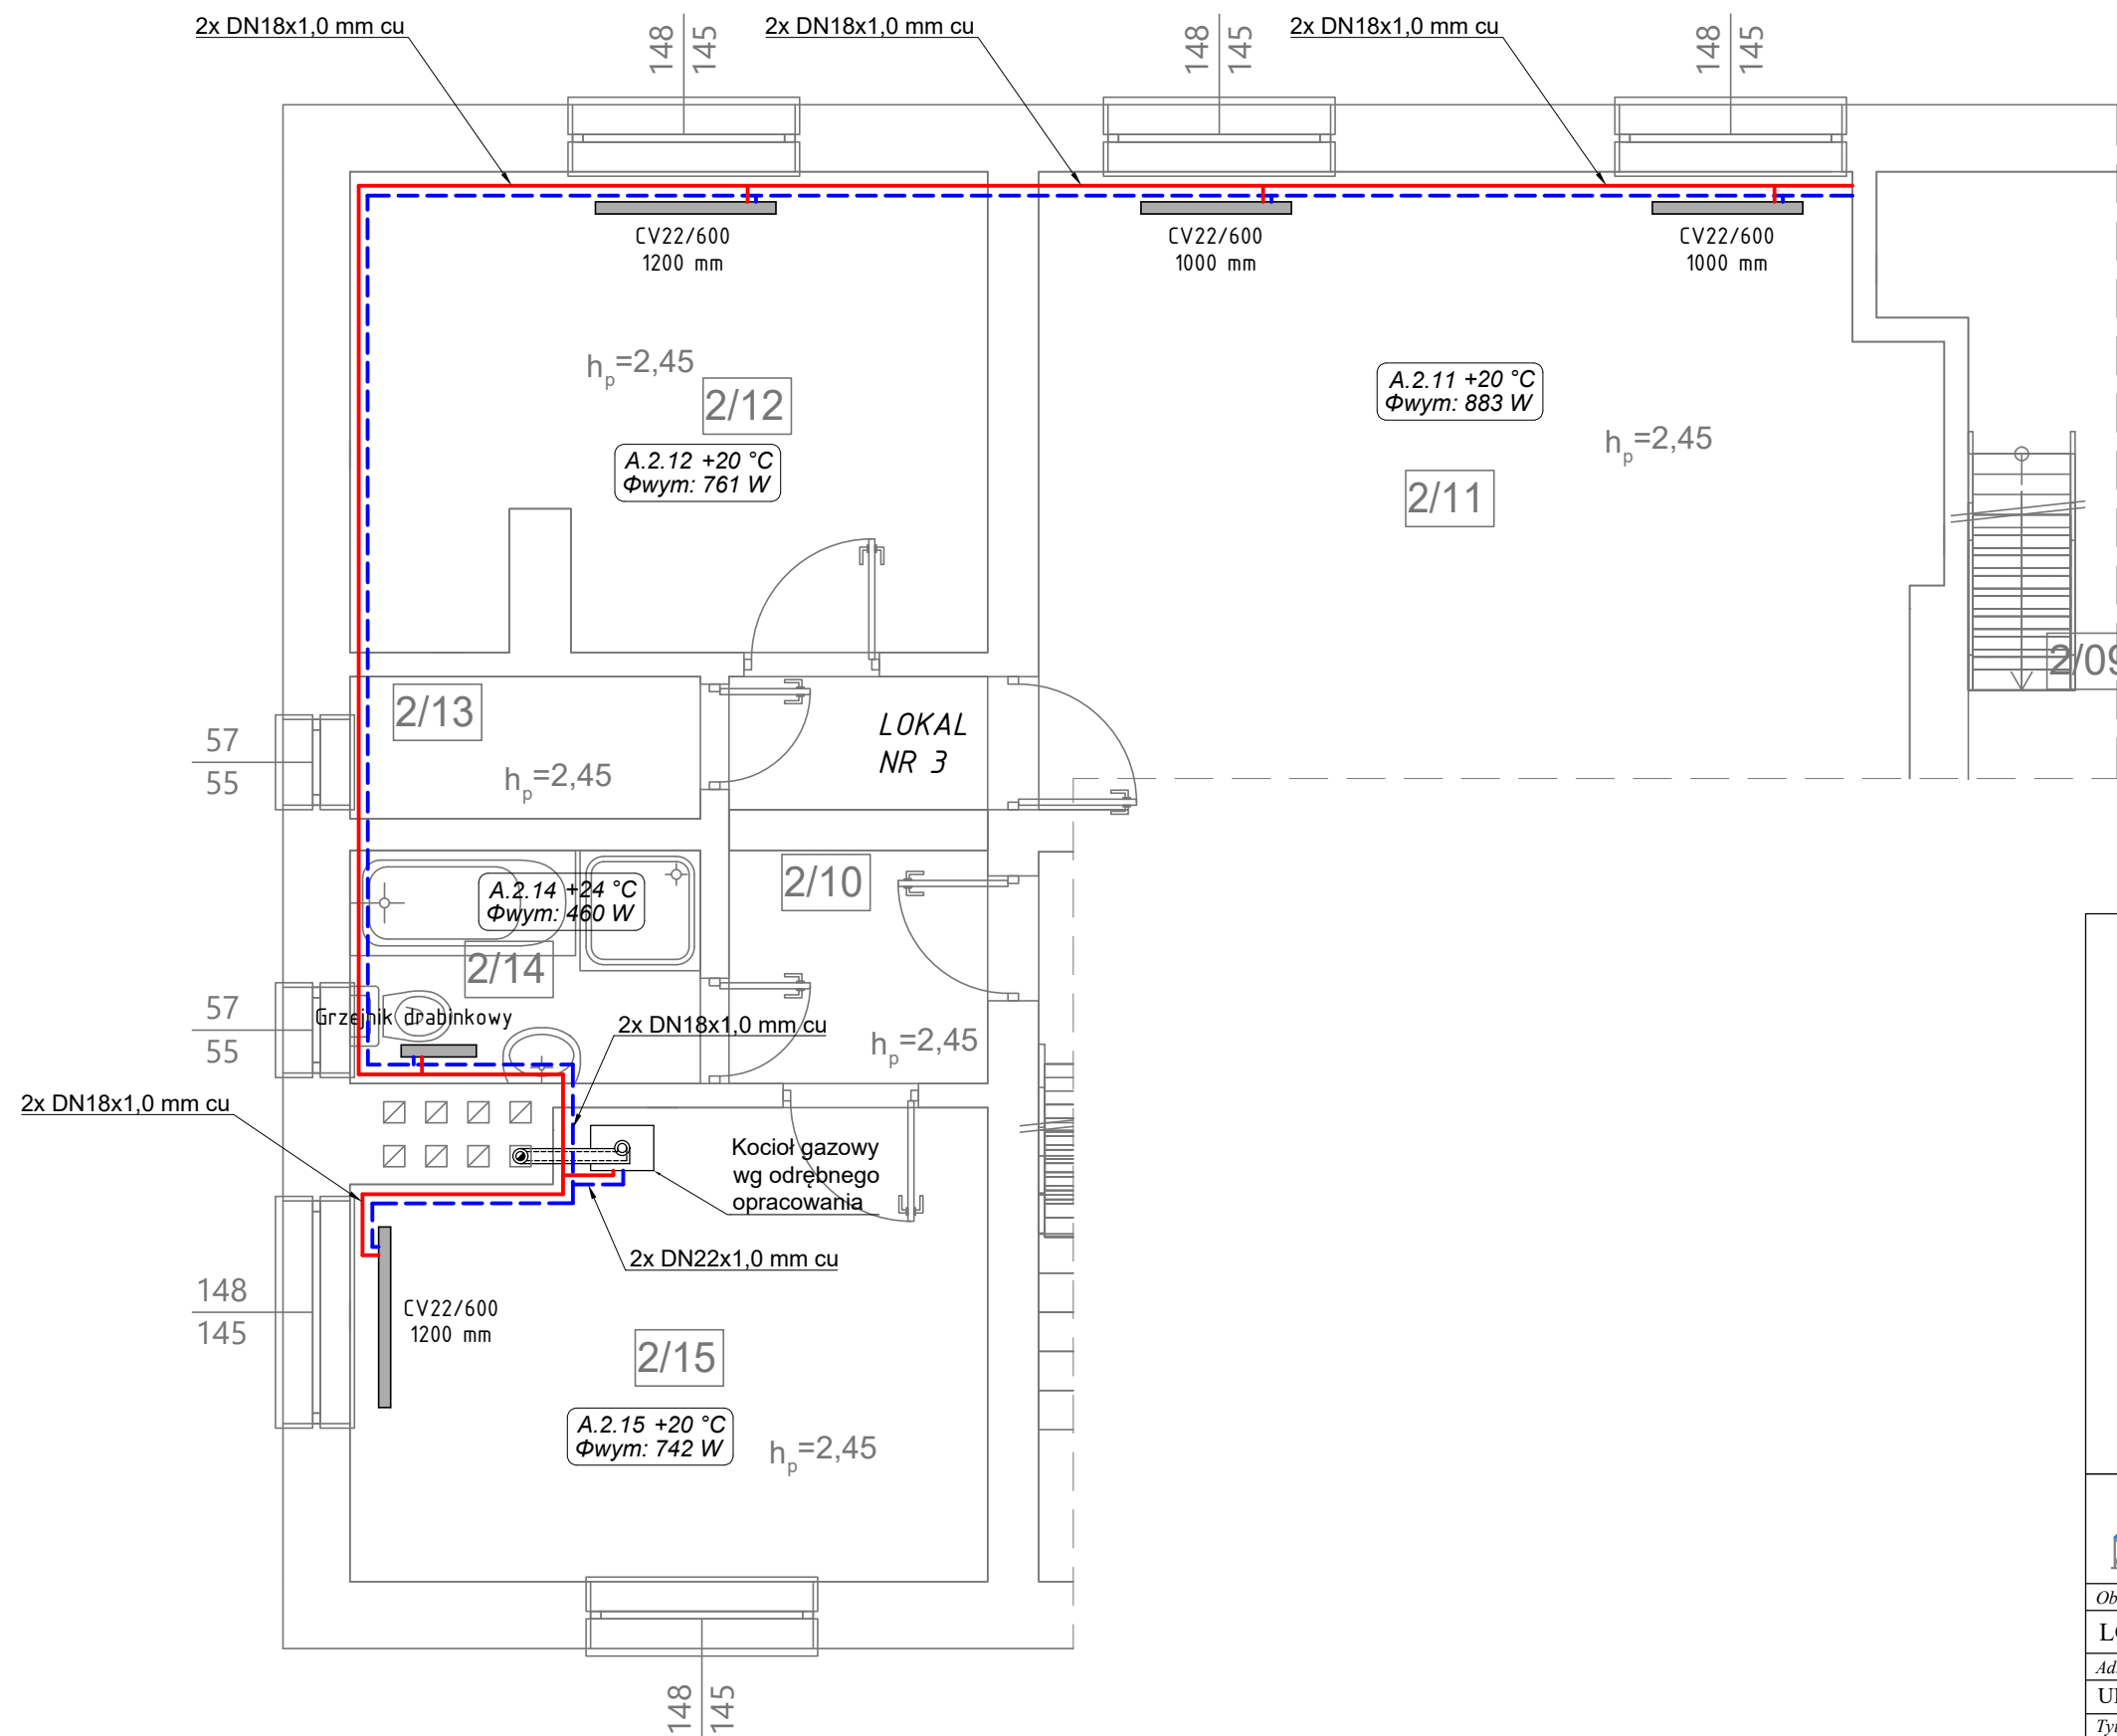 2x DN18x1,0 mm cu
2x DN18x1,0 mm cu
2x DN18x1,0 mm cu
148
145
148
145
148
145
CV22/600
1200 mm
CV22/600
1000 mm
CV22/600
1000 mm
hp=2,45
2/12
A.2.12 +20 °C
Φwym: 761 W
A.2.11 +20 °C
Φwym: 883 W
hp=2,45
2/11
2/09
2/13
hp=2,45
LOKAL
NR 3
57
55
A.2.14 +24 °C
Φwym: 460 W
2/10
2/14
57
55
Grzejnik drabinkowy
2x DN18x1,0 mm cu
hp=2,45
2x DN18x1,0 mm cu
Kocioł gazowy
wg odrębnego
opracowania
2x DN22x1,0 mm cu
148
145
CV22/600
1200 mm
2/15
A.2.15 +20 °C
Φwym: 742 W
hp=2,45
148
145